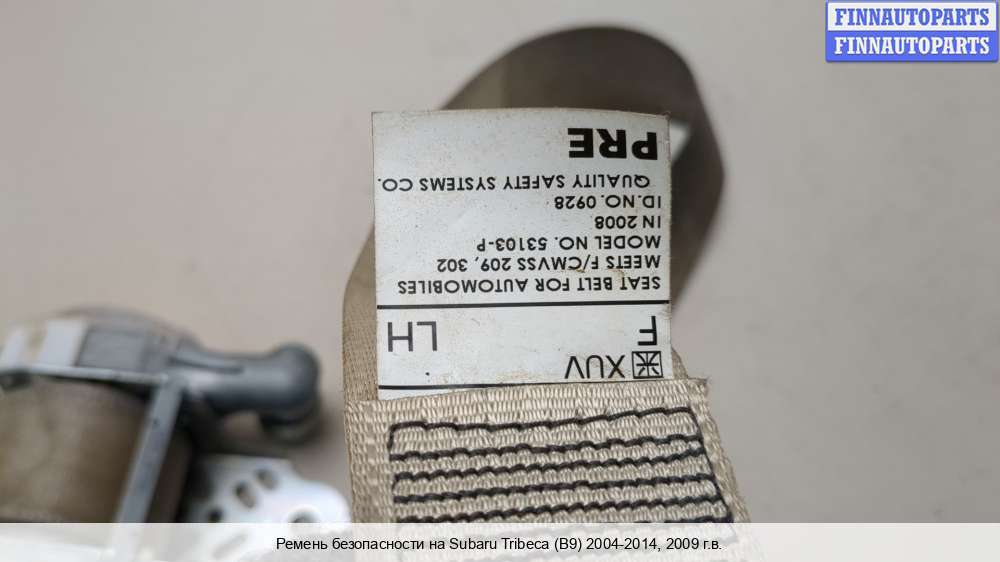 FINNAUTOPARTS
FINNAUTOPARTS
XUV
F LH
SEAT BELT FOR AUTOMOBILES
MEETS F/CMVSS 209, 302
MODEL NO. 53103-P
IN 2008
ID.NO. 0928
QUALITY SAFETY SYSTEMS CO.
PRE
Ремень безопасности на Subaru Tribeca (B9) 2004-2014, 2009 г.в.